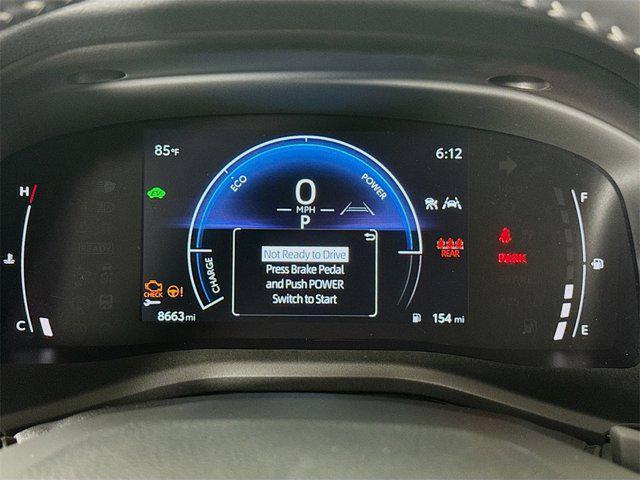 85°F
6:12
H
F
ECO
POWER
0
MPH
P
REAR
PARK
CHARGE
Not Ready to Drive
Press Brake Pedal
and Push POWER
Switch to Start
CHECK
8663 mi
154 mi
C
E